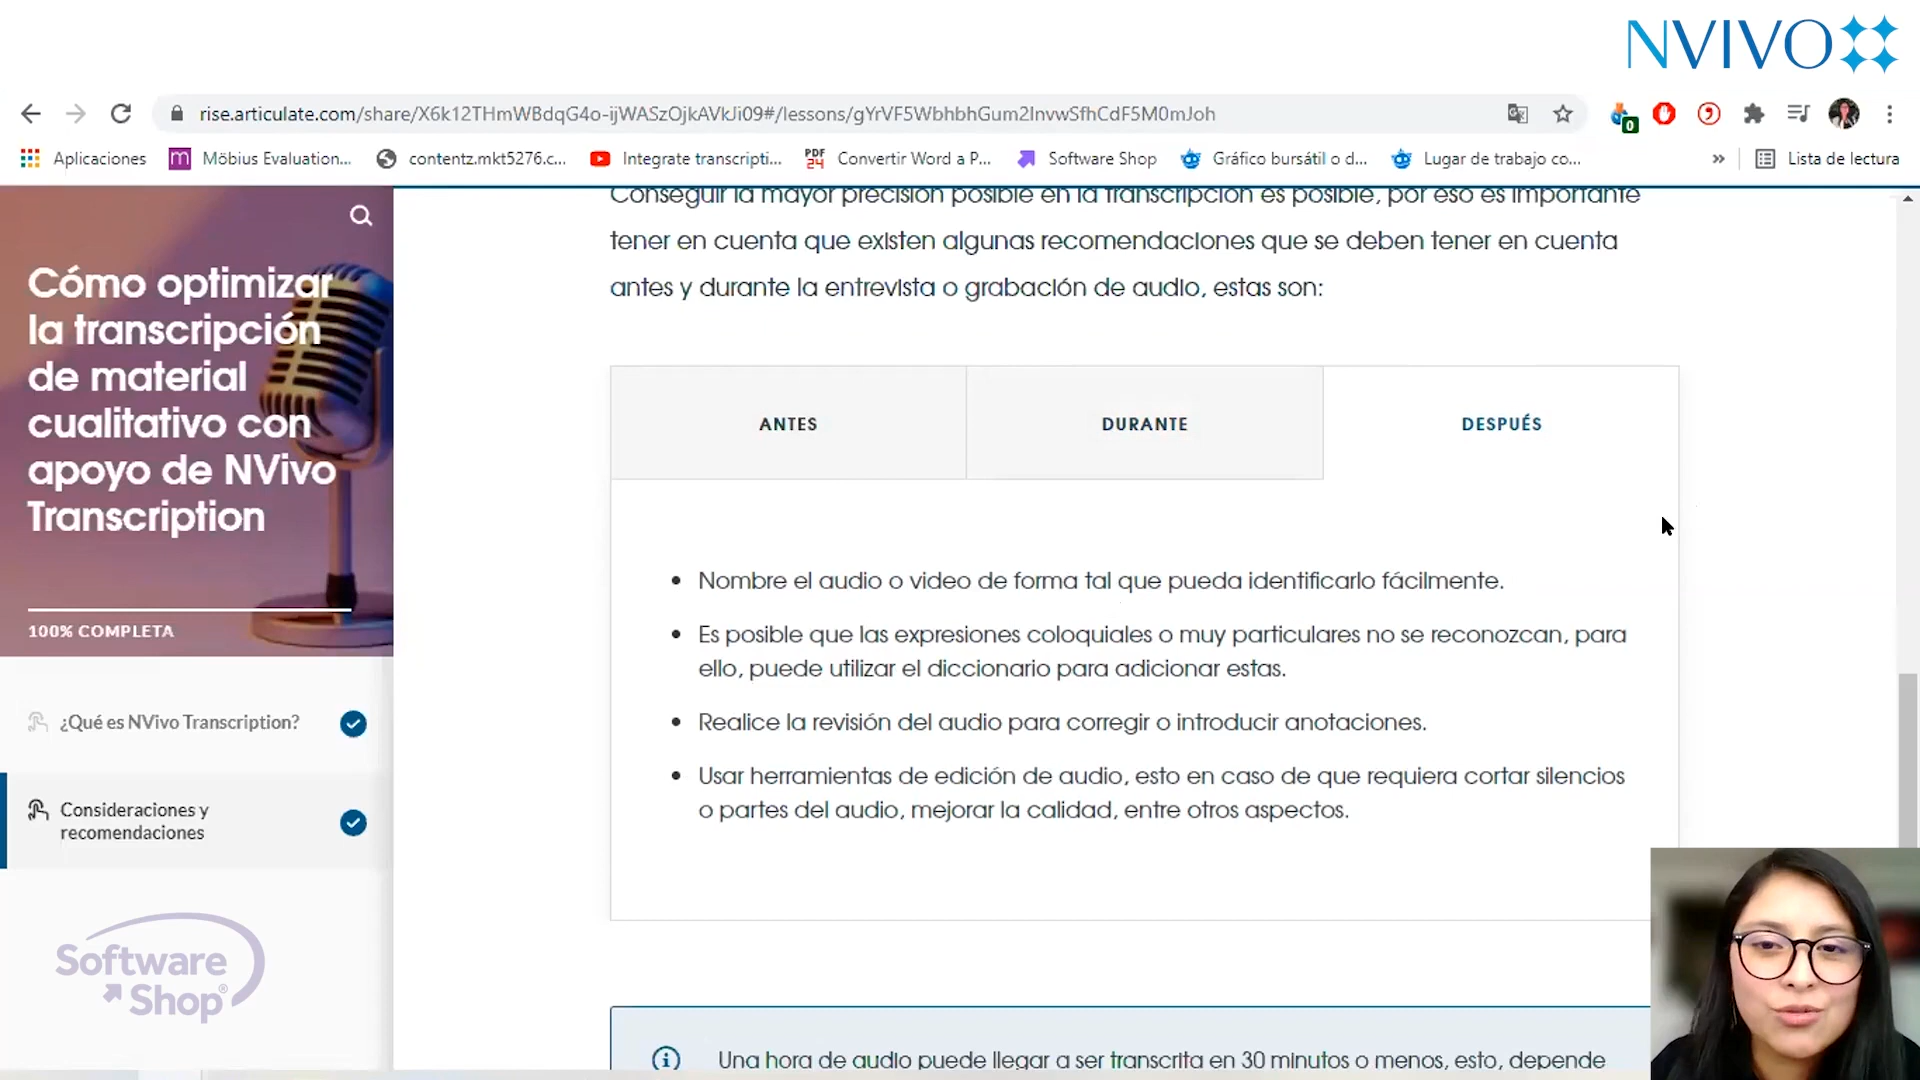 NVIVO
rise.articulate.com/share/X6k12THmWBdqG4o-ijWASzOjkAVkJi09#/lessons/gYrVF5WbhbhGum2InvwSfhCdF5M0mJoh
0
Aplicaciones
Möbius Evaluation...
contentz.mkt5276.c...
Integrate transcripti...
PDF
24
Convertir Word a P...
Software Shop
Gráfico bursátil o d...
Lugar de trabajo co...
»
Lista de lectura
Cómo optimizar
la transcripción
de material
cualitativo con
apoyo de NVivo
Transcription
100% COMPLETA
¿Qué es NVivo Transcription?
Consideraciones y
recomendaciones
Software
Shop®
Conseguir la mayor precisión posible en la transcripción es posible, por eso es importante
tener en cuenta que existen algunas recomendaciones que se deben tener en cuenta
antes y durante la entrevista o grabación de audio, estas son:
ANTES
DURANTE
DESPUÉS
• Nombre el audio o video de forma tal que pueda identificarlo fácilmente.
• Es posible que las expresiones coloquiales o muy particulares no se reconozcan, para
ello, puede utilizar el diccionario para adicionar estas.
• Realice la revisión del audio para corregir o introducir anotaciones.
• Usar herramientas de edición de audio, esto en caso de que requiera cortar silencios
o partes del audio, mejorar la calidad, entre otros aspectos.
Una hora de audio puede llegar a ser transcrita en 30 minutos o menos, esto, depende